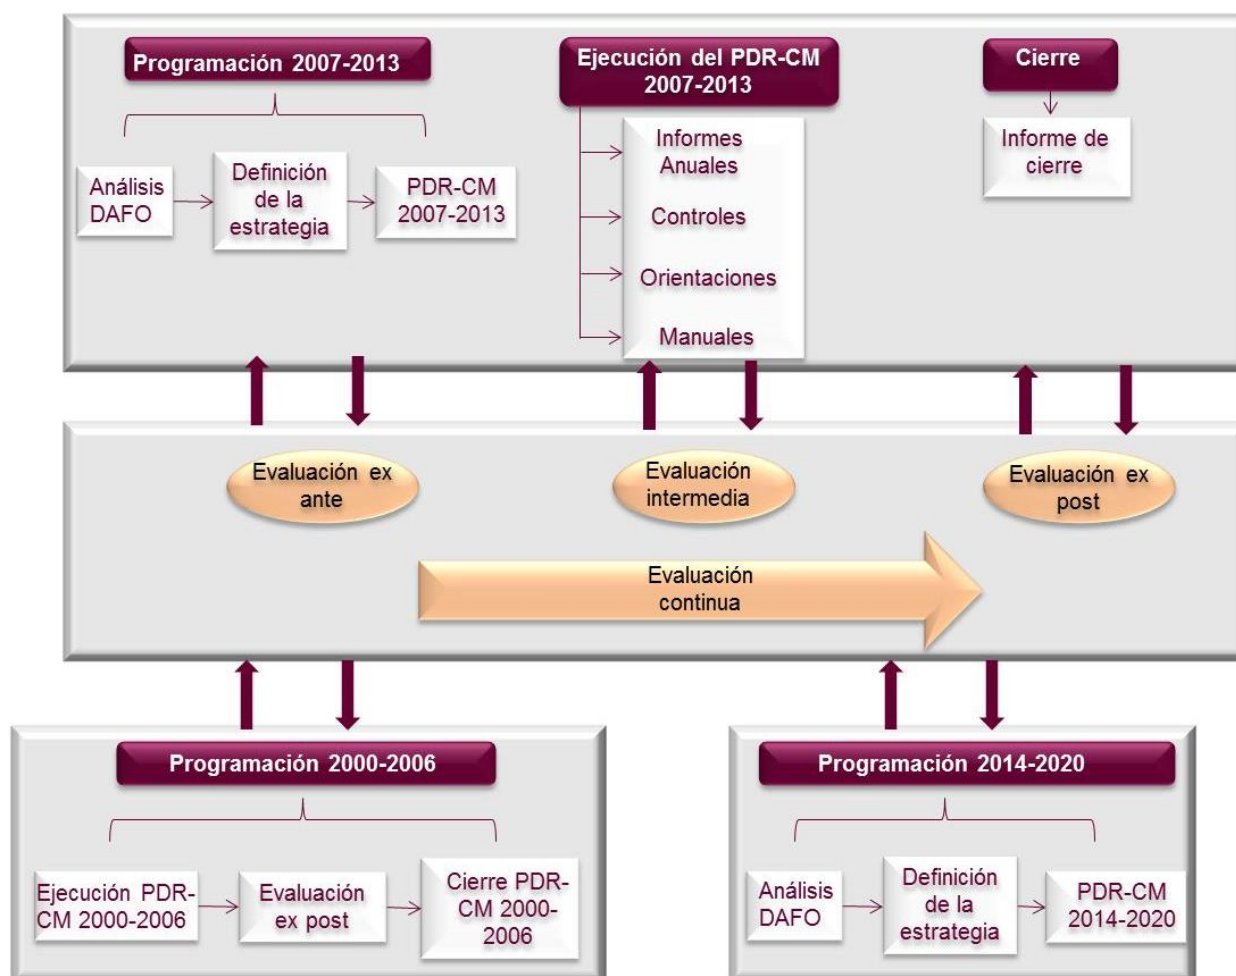 Programación 2007-2013
Análisis
DAFO
Definición
de la
estrategia
PDR-CM
2007-2013
Ejecución del PDR-CM
2007-2013
Informes
Anuales
Controles
Orientaciones
Manuales
Cierre
Informe de
cierre
Evaluación ex
ante
Evaluación
intermedia
Evaluación ex
post
Evaluación
continua
Programación 2000-2006
Ejecución PDR-
CM 2000-2006
Evaluación
ex post
Cierre PDR-
CM 2000-
2006
Programación 2014-2020
Análisis
DAFO
Definición
de la
estrategia
PDR-CM
2014-2020